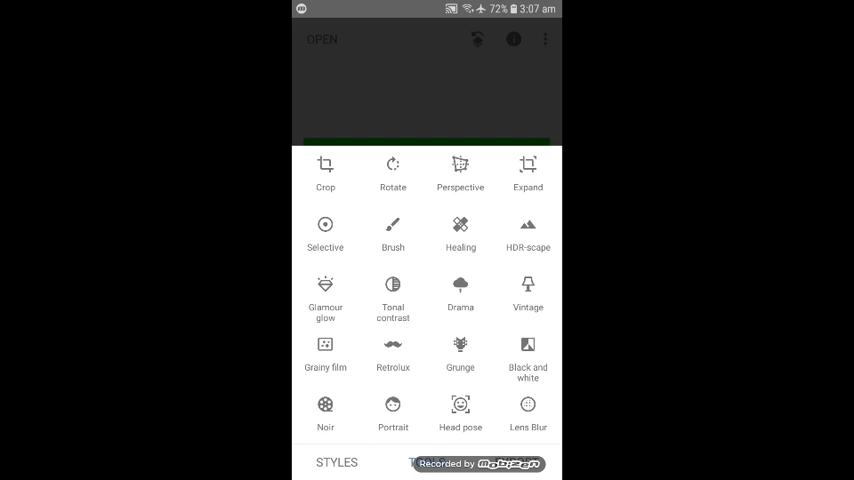 72% 3:07 am
OPEN
Crop Rotate Perspective Expand
Selective Brush Healing HDR-scape
Glamour glow Tonal contrast Drama Vintage
Grainy film Retrolux Grunge Black and white
Noir Portrait Head pose Lens Blur
STYLES
Recorded by mobizen